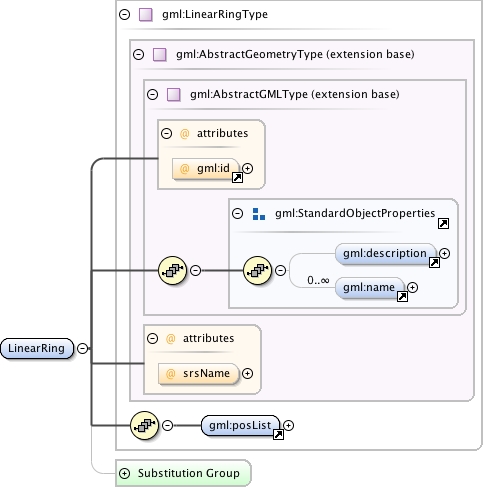 gml:LinearRingType
gml:AbstractGeometryType (extension base)
gml:AbstractGMLType (extension base)
@ attributes
@ gml:id
gml:StandardObjectProperties
gml:description
0..∞
gml:name
@ attributes
LinearRing
@ srsName
gml:posList
Substitution Group